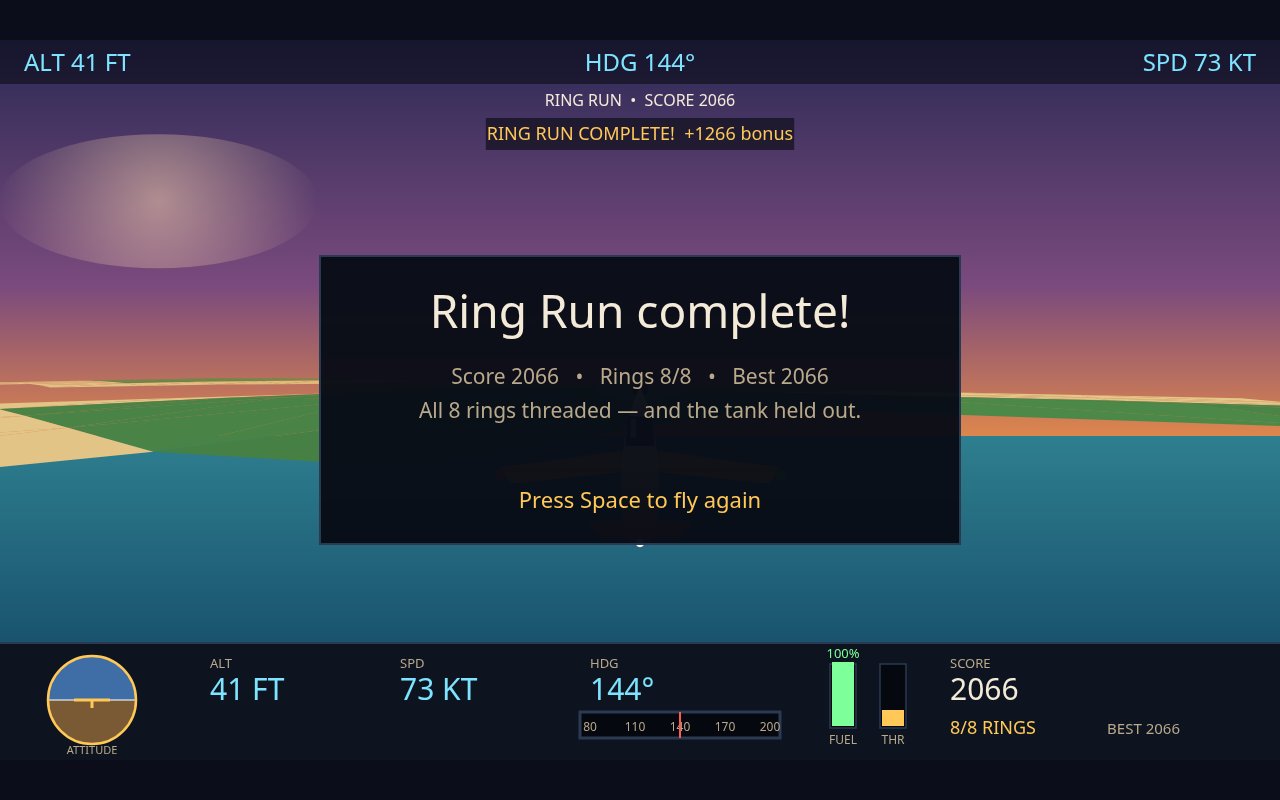 ALT 41 FT HDG 144° SPD 73 KT
RING RUN • SCORE 2066
RING RUN COMPLETE! +1266 bonus
Ring Run complete!
Score 2066 • Rings 8/8 • Best 2066
All 8 rings threaded — and the tank held out.
Press Space to fly again
ATTITUDE
ALT
41 FT
SPD
73 KT
HDG
144°
80 110 140 170 200
100%
FUEL
THR
SCORE
2066
8/8 RINGS
BEST 2066